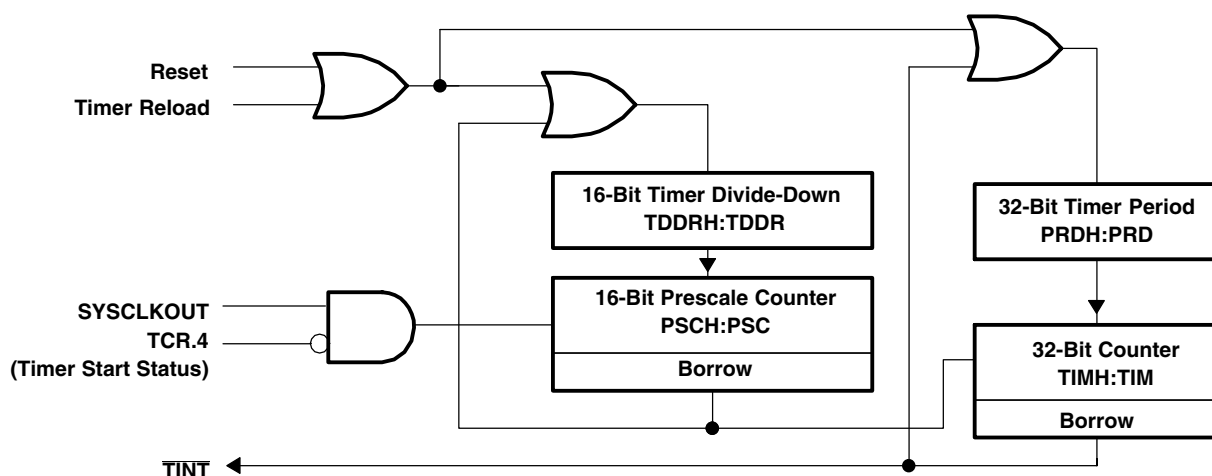 Reset
Timer Reload
16-Bit Timer Divide-Down
TDDRH:TDDR
32-Bit Timer Period
PRDH:PRD
SYSCLKOUT
TCR.4
(Timer Start Status)
16-Bit Prescale Counter
PSCH:PSC
Borrow
32-Bit Counter
TIMH:TIM
Borrow
TINT